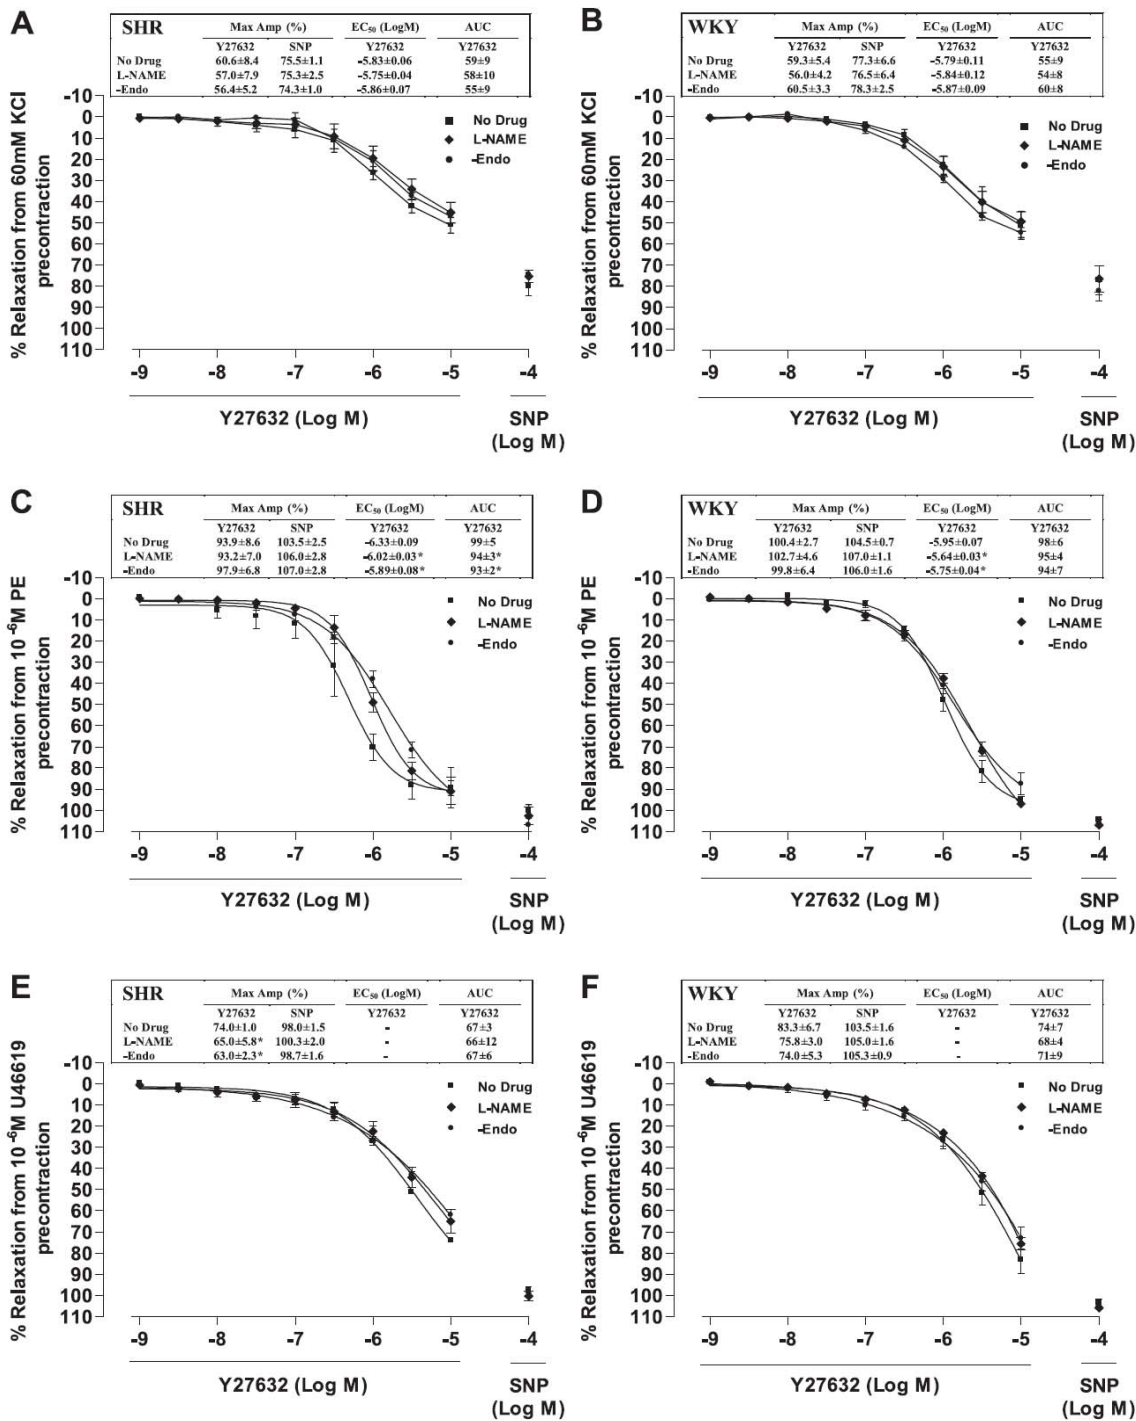 A
SHR Max Amp (%) EC50 (LogM) AUC
Y27632 SNP Y27632 Y27632
No Drug 60.6±8.4 75.5±1.1 -5.83±0.06 59±9
L-NAME 57.0±7.9 75.3±2.5 -5.75±0.04 58±10
-Endo 56.4±5.2 74.3±1.0 -5.86±0.07 55±9
% Relaxation from 60mM KCl
precontraction
-10
0
10
20
30
40
50
60
70
80
90
100
110
No Drug
L-NAME
-Endo
-9 -8 -7 -6 -5 -4
Y27632 (Log M)
SNP
(Log M)
B
WKY Max Amp (%) EC50 (LogM) AUC
Y27632 SNP Y27632 Y27632
No Drug 59.3±5.4 77.3±6.6 -5.79±0.11 55±9
L-NAME 56.0±4.2 76.5±6.4 -5.84±0.12 54±8
-Endo 60.5±3.3 78.3±2.5 -5.87±0.09 60±8
% Relaxation from 60mM KCl
precontraction
-10
0
10
20
30
40
50
60
70
80
90
100
110
No Drug
L-NAME
-Endo
-9 -8 -7 -6 -5 -4
Y27632 (Log M)
SNP
(Log M)
C
SHR Max Amp (%) EC50 (LogM) AUC
Y27632 SNP Y27632 Y27632
No Drug 93.9±8.6 103.5±2.5 -6.33±0.09 99±5
L-NAME 93.2±7.0 106.0±2.8 -6.02±0.03* 94±3*
-Endo 97.9±6.8 107.0±2.8 -5.89±0.08* 93±2*
% Relaxation from 10-6M PE
precontraction
-10
0
10
20
30
40
50
60
70
80
90
100
110
No Drug
L-NAME
-Endo
-9 -8 -7 -6 -5 -4
Y27632 (Log M)
SNP
(Log M)
D
WKY Max Amp (%) EC50 (LogM) AUC
Y27632 SNP Y27632 Y27632
No Drug 100.4±2.7 104.5±0.7 -5.95±0.07 98±6
L-NAME 102.7±4.6 107.0±1.1 -5.64±0.03* 95±4
-Endo 99.8±6.4 106.0±1.6 -5.75±0.04* 94±7
% Relaxation from 10-6M PE
precontraction
-10
0
10
20
30
40
50
60
70
80
90
100
110
No Drug
L-NAME
-Endo
-9 -8 -7 -6 -5 -4
Y27632 (Log M)
SNP
(Log M)
E
SHR Max Amp (%) EC50 (LogM) AUC
Y27632 SNP Y27632 Y27632
No Drug 74.0±1.0 98.0±1.5 - 67±3
L-NAME 65.0±5.8* 100.3±2.0 - 66±12
-Endo 63.0±2.3* 98.7±1.6 - 67±6
% Relaxation from 10-6M U46619
precontraction
-10
0
10
20
30
40
50
60
70
80
90
100
110
No Drug
L-NAME
-Endo
-9 -8 -7 -6 -5 -4
Y27632 (Log M)
SNP
(Log M)
F
WKY Max Amp (%) EC50 (LogM) AUC
Y27632 SNP Y27632 Y27632
No Drug 83.3±6.7 103.5±1.6 - 74±7
L-NAME 75.8±3.0 105.0±1.6 - 68±4
-Endo 74.0±5.3 105.3±0.9 - 71±9
% Relaxation from 10-6M U46619
precontraction
-10
0
10
20
30
40
50
60
70
80
90
100
110
No Drug
L-NAME
-Endo
-9 -8 -7 -6 -5 -4
Y27632 (Log M)
SNP
(Log M)